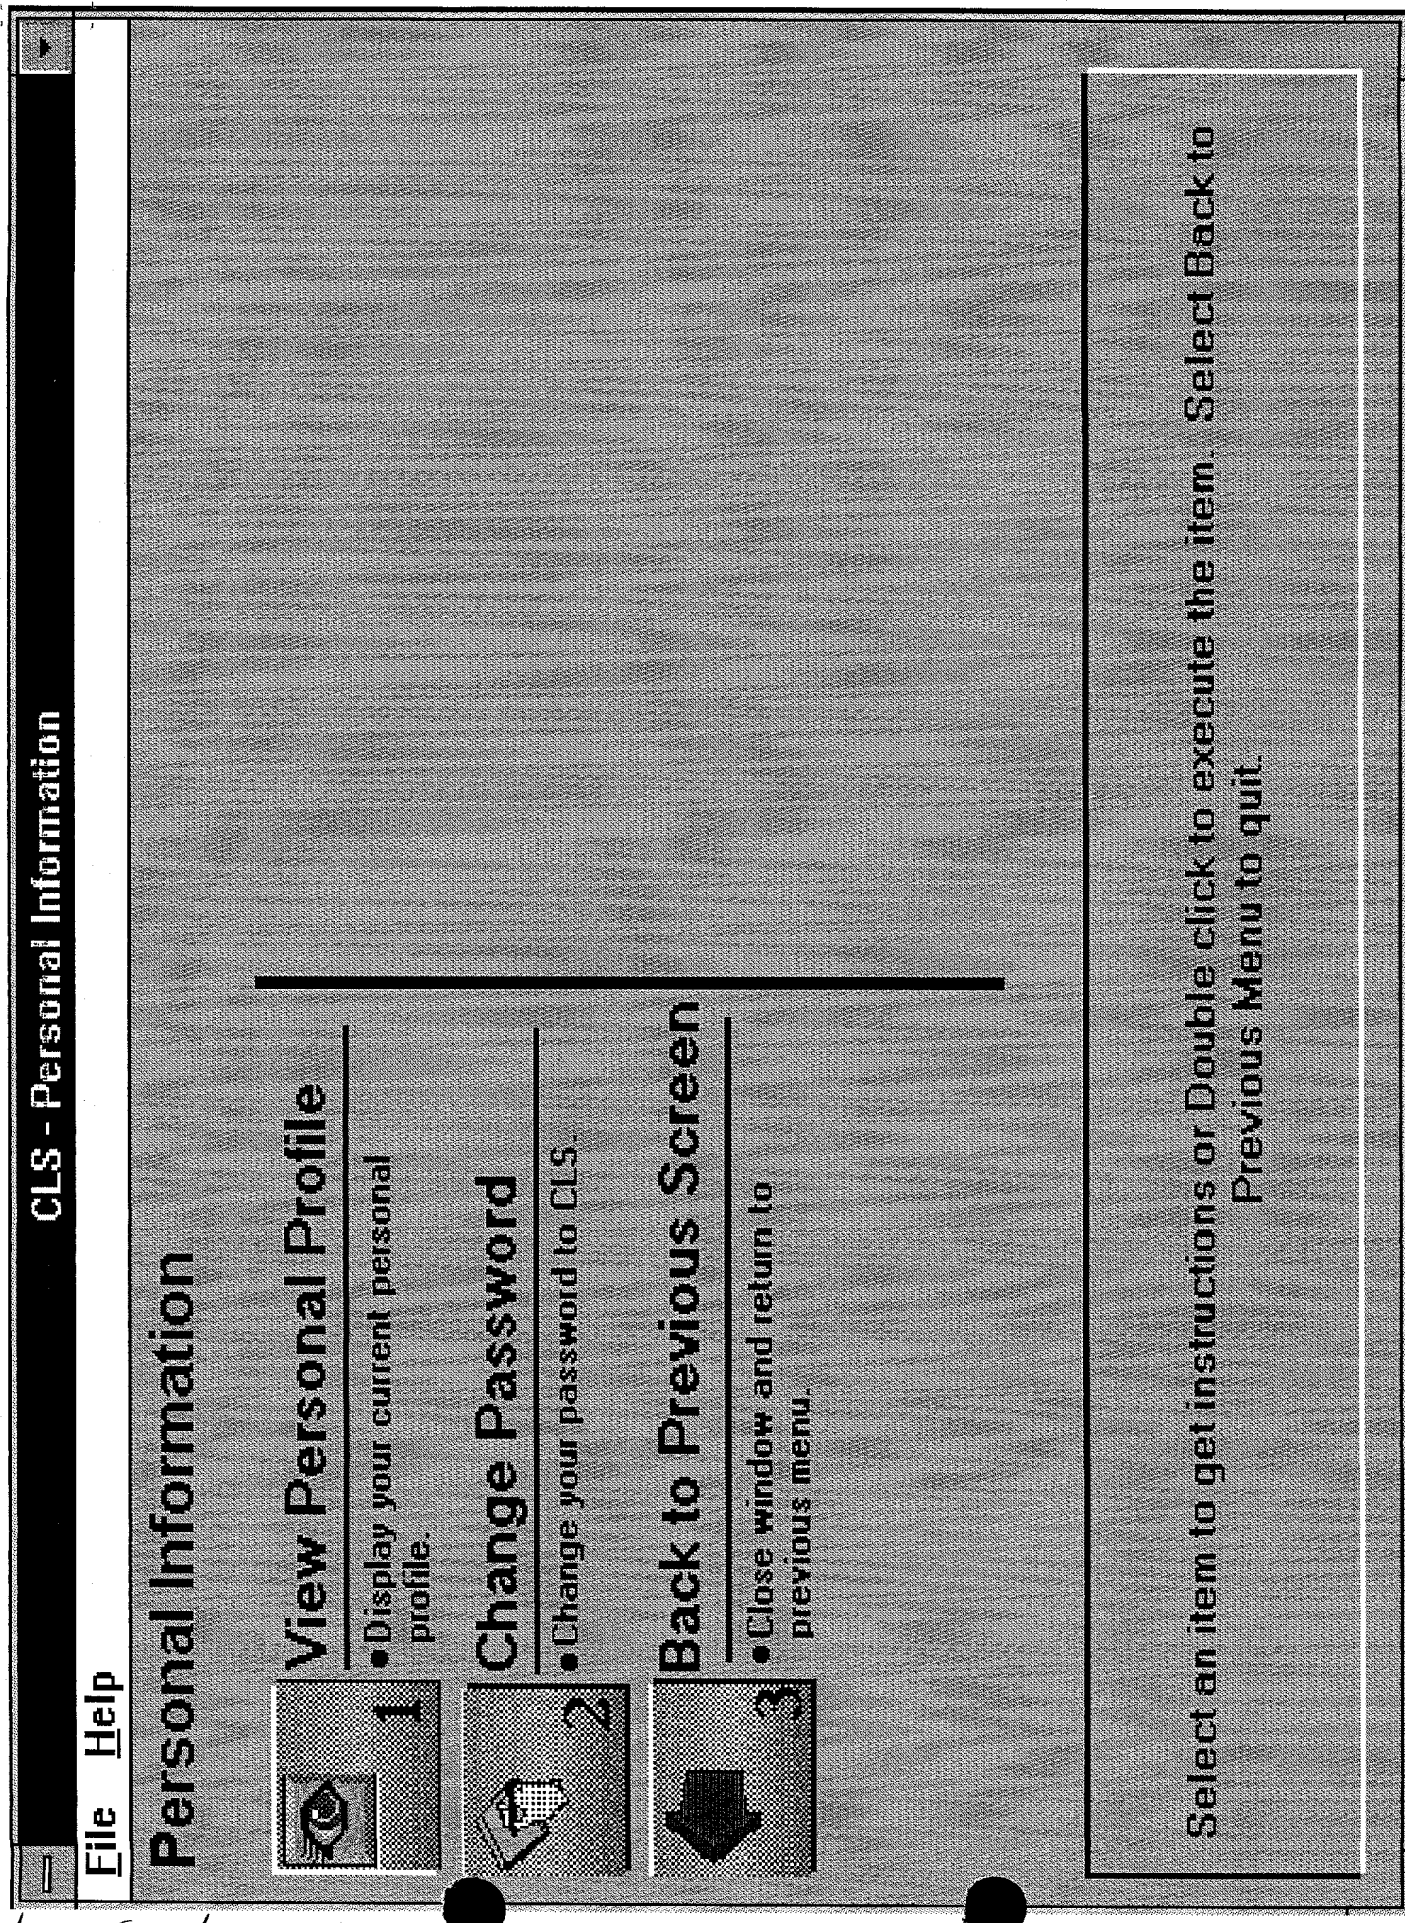 CLS - Personal Information
File Help
Personal Information
1
View Personal Profile
● Display your current personal
profile.
2
Change Password
● Change your password to CLS.
3
Back to Previous Screen
● Close window and return to
previous menu.
Select an item to get instructions or Double click to execute the item. Select Back to
Previous Menu to quit.